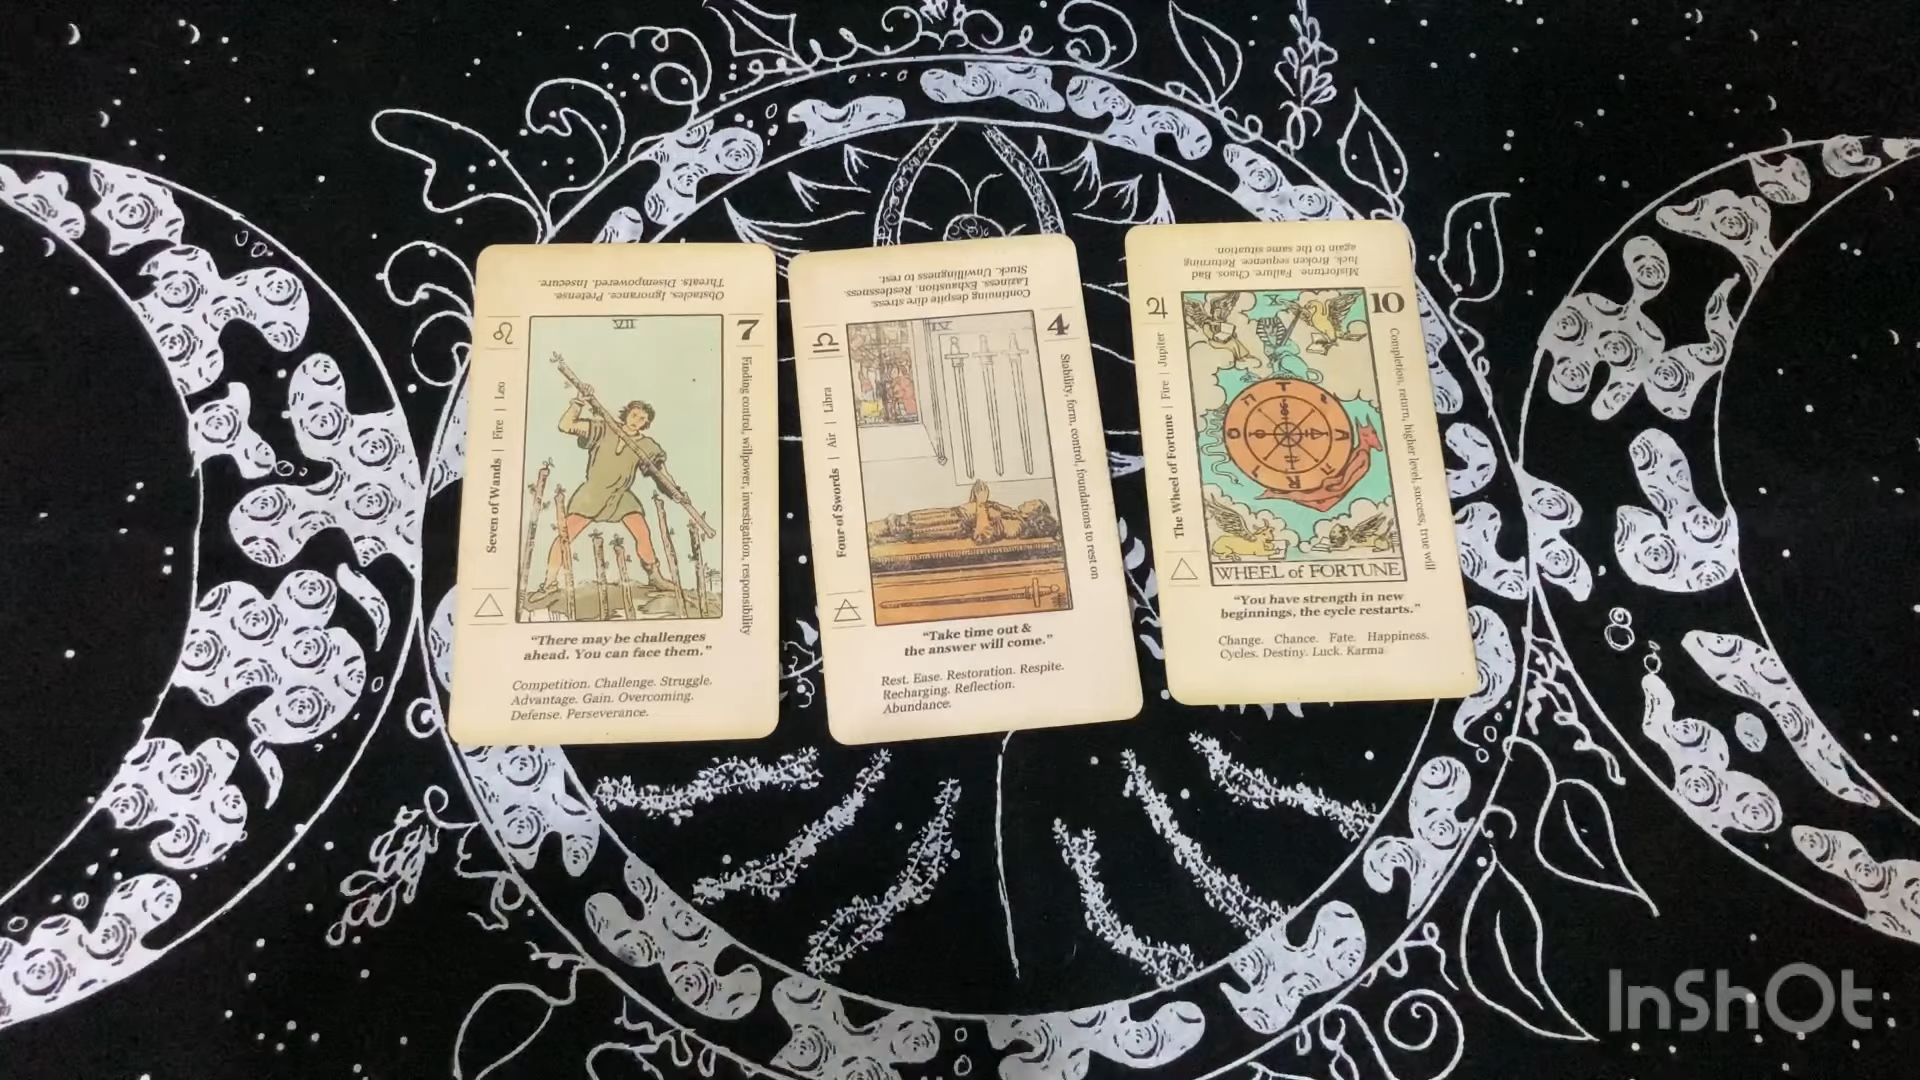 Obstacles. Ignorance. Pretense.
Threats. Disempowered. Insecure.
7
VII
Seven of Wands | Fire | Leo
Finding control, willpower, investigation, responsibility
"There may be challenges
ahead. You can face them."
Competition. Challenge. Struggle.
Advantage. Gain. Overcoming.
Defense. Perseverance.
Continuing despite dire stress.
Laziness. Exhaustion. Restlessness.
Stuck. Unwillingness to rest.
4
IV
Four of Swords | Air | Libra
Stability, form, control, foundations to rest on
"Take time out &
the answer will come."
Rest. Ease. Restoration. Respite.
Recharging. Reflection.
Abundance.
Misfortune. Failure. Chaos. Bad
luck. Broken sequence. Returning
again to the same situation.
10
X
The Wheel of Fortune | Fire | Jupiter
Completion, return, higher level, success, true will
WHEEL of FORTUNE
"You have strength in new
beginnings, the cycle restarts."
Change. Chance. Fate. Happiness.
Cycles. Destiny. Luck. Karma
InShOt